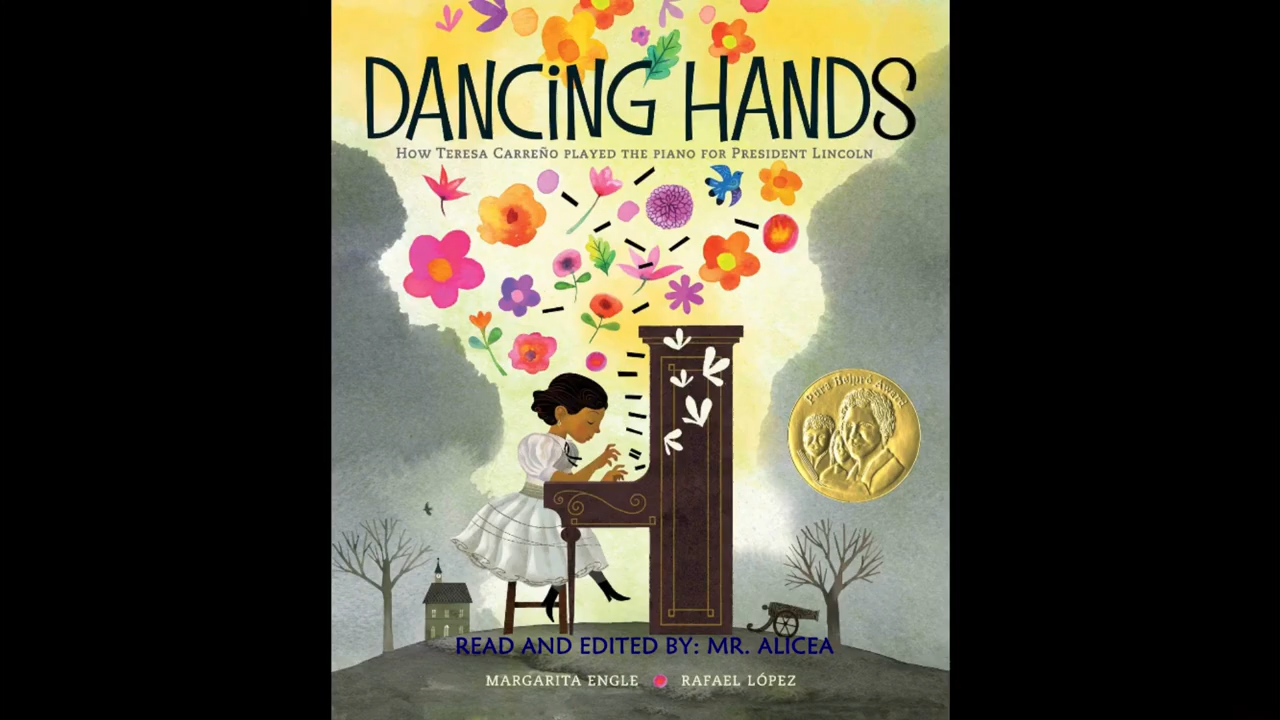 DANCING HANDS
How Teresa Carreño played the piano for President Lincoln
Pura Belpré Award
READ AND EDITED BY: MR. ALICEA
MARGARITA ENGLE RAFAEL LÓPEZ